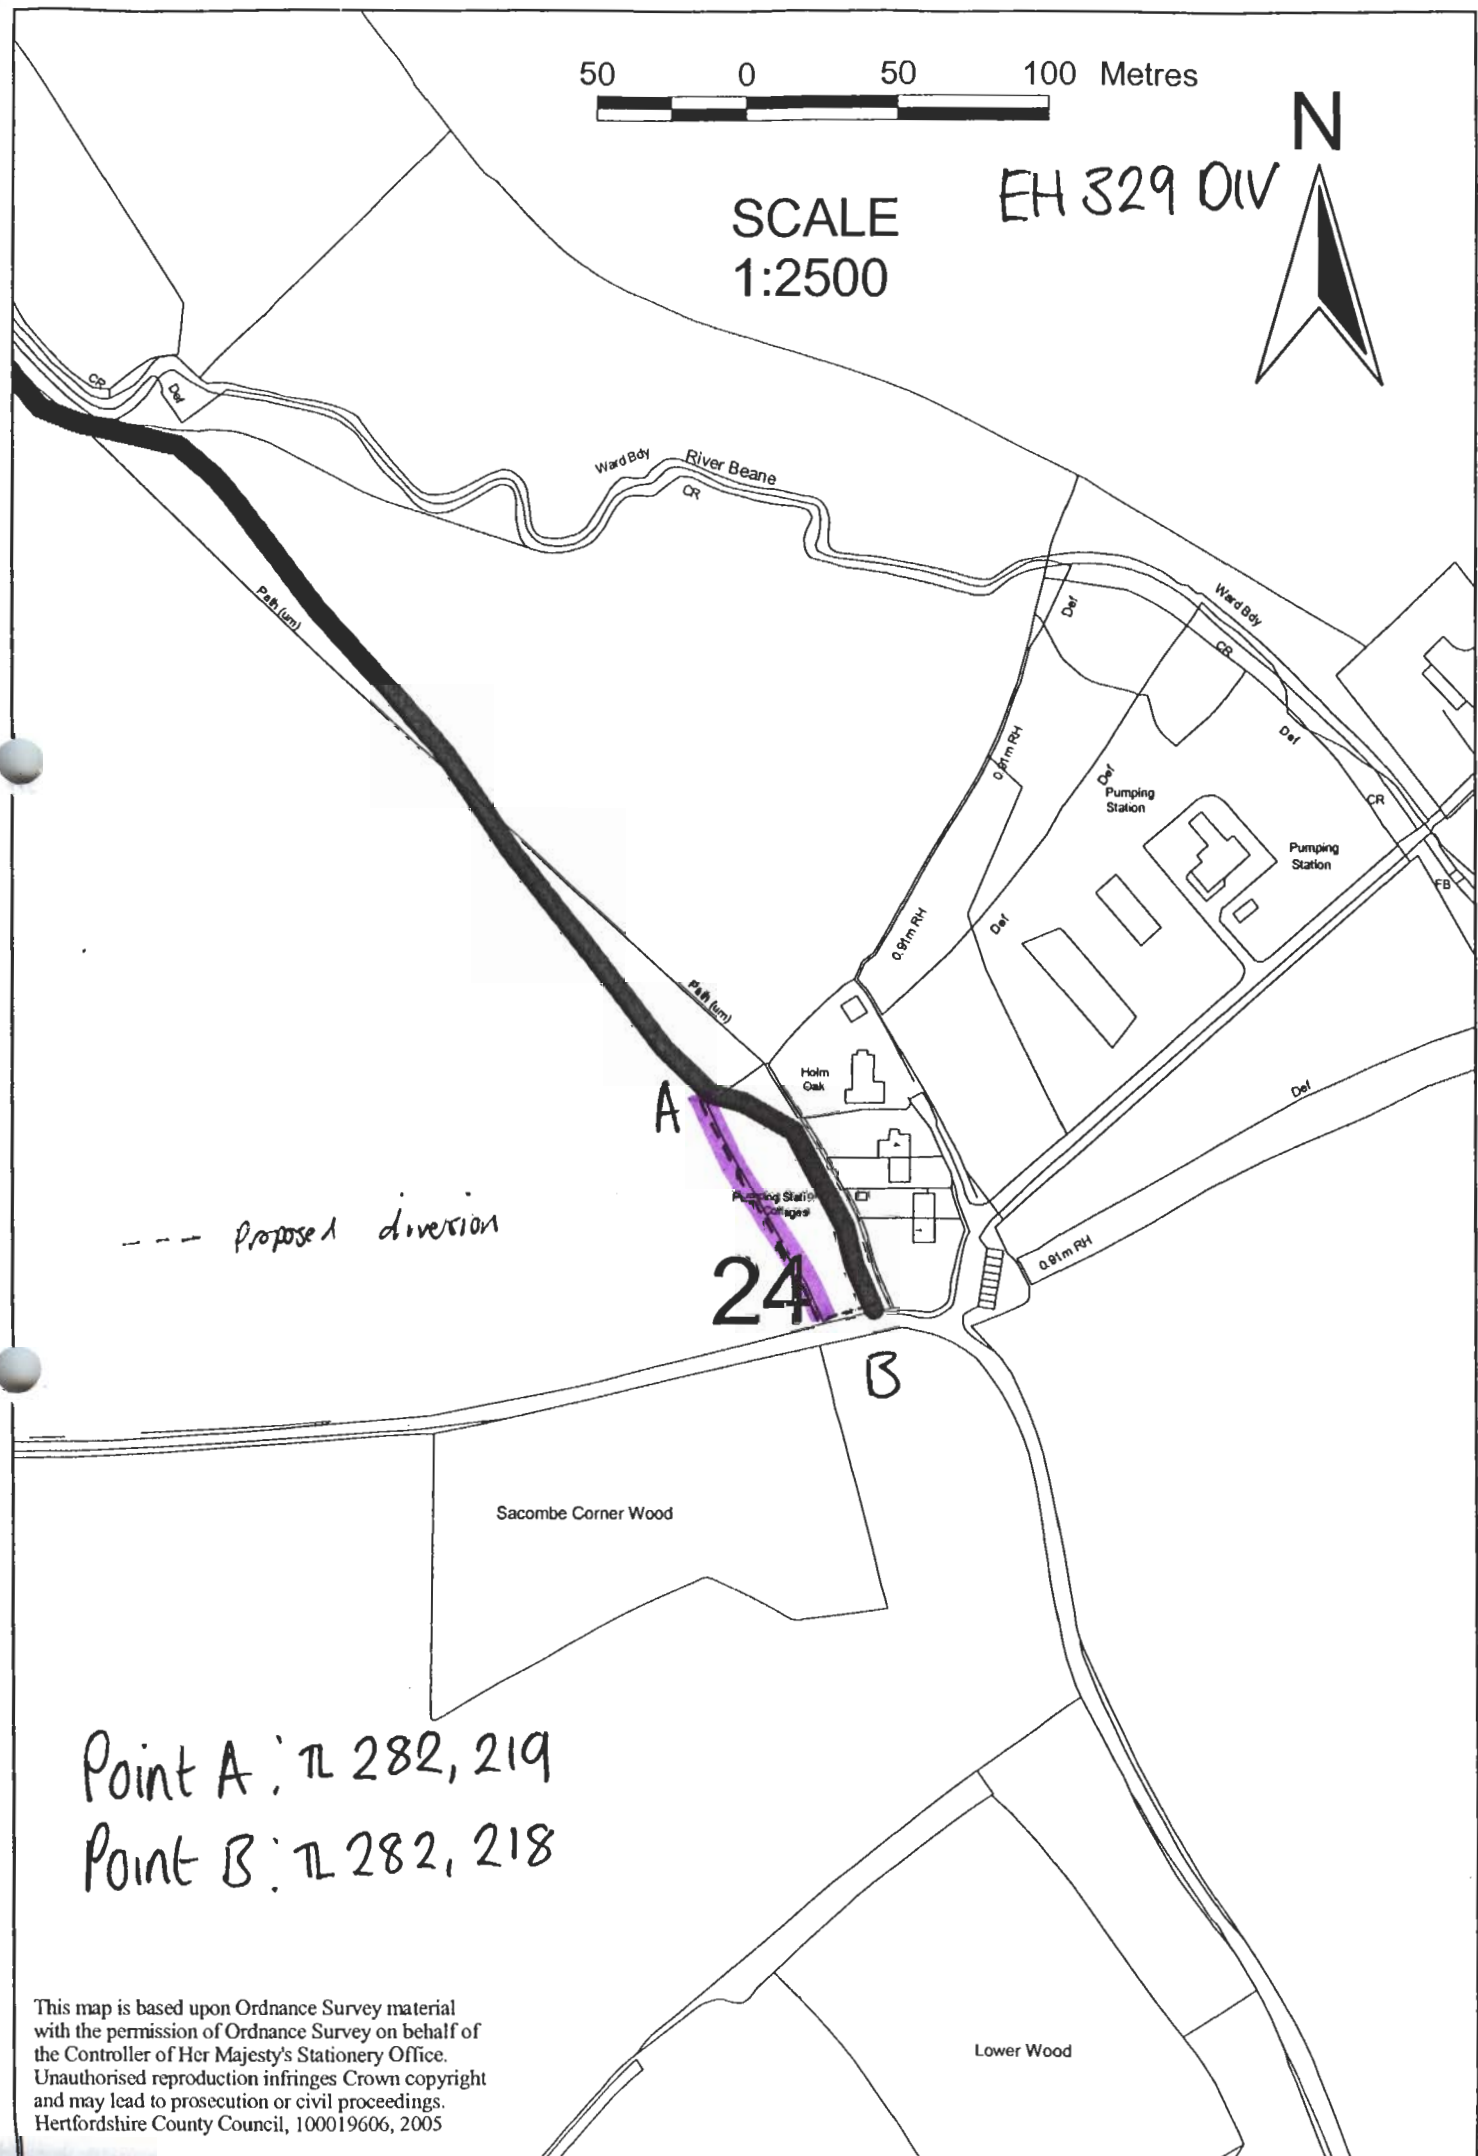 50 0 50 100 Metres
N
EH 329 DIV
SCALE
1:2500
CR
Def
Ward Bdy
River Beane
CR
Path (um)
Def
Ward Bdy
CR
Def
0.91m RH
Def
Pumping
Station
CR
Pumping
Station
FB
0.91m RH
Def
Path (um)
Holm
Oak
Def
A
Pumping Station
Cottages
--- Proposed diversion
0.91m RH
24
B
Sacombe Corner Wood
Point A: TL 282, 219
Point B: TL 282, 218
This map is based upon Ordnance Survey material
with the permission of Ordnance Survey on behalf of
the Controller of Her Majesty's Stationery Office.
Unauthorised reproduction infringes Crown copyright
and may lead to prosecution or civil proceedings.
Hertfordshire County Council, 100019606, 2005
Lower Wood